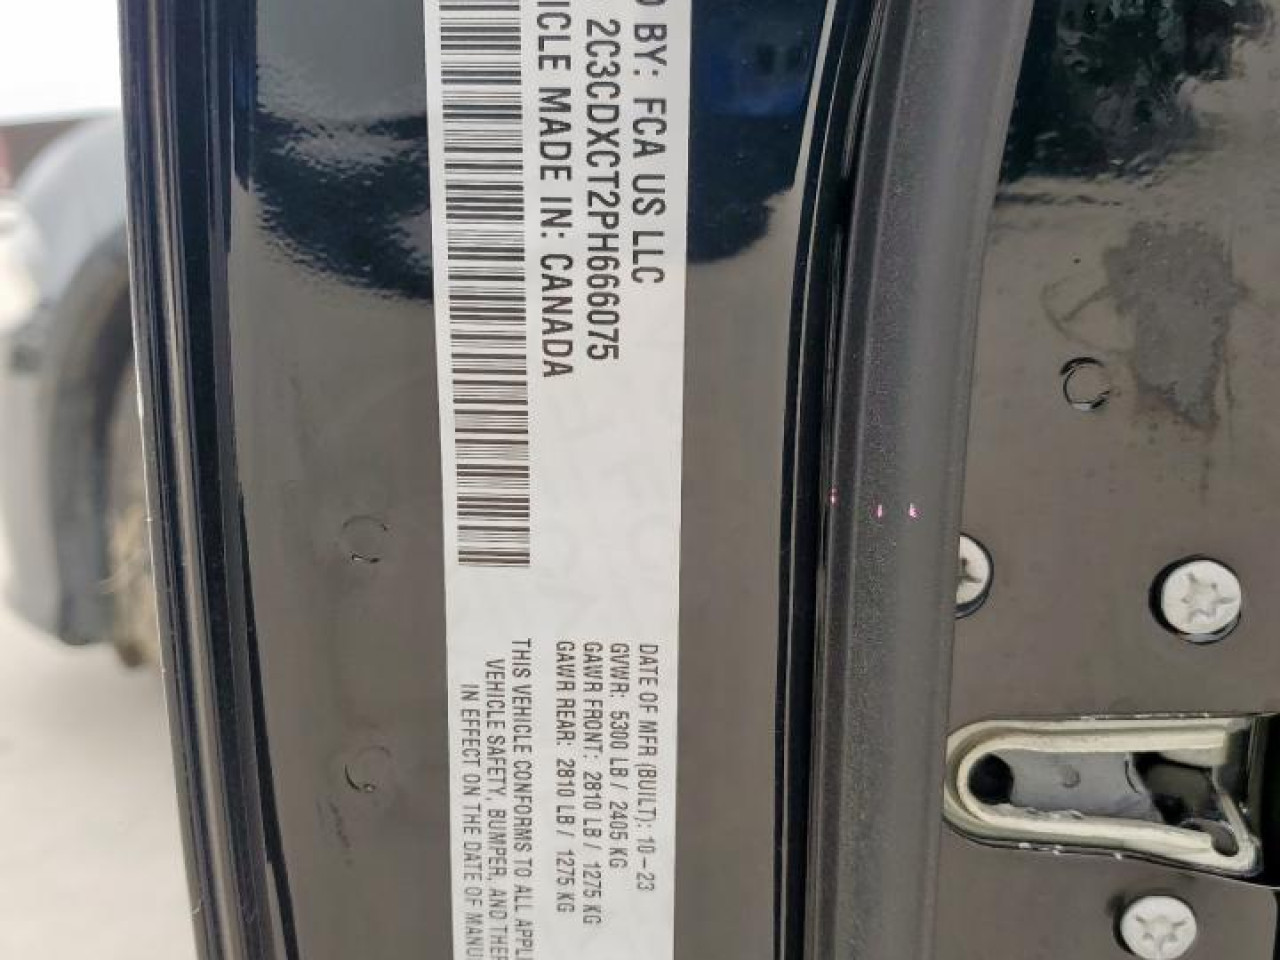 D BY: FCA US LLC
2C3CDXCT2PH666075
ICLE MADE IN: CANADA
DATE OF MFR (BUILT): 10-23
GVWR: 5300 LB / 2405 KG
GAWR FRONT: 2810 LB / 1275 KG
GAWR REAR: 2810 LB / 1275 KG
THIS VEHICLE CONFORMS TO ALL APPLI
VEHICLE SAFETY, BUMPER, AND THEF
IN EFFECT ON THE DATE OF MANU